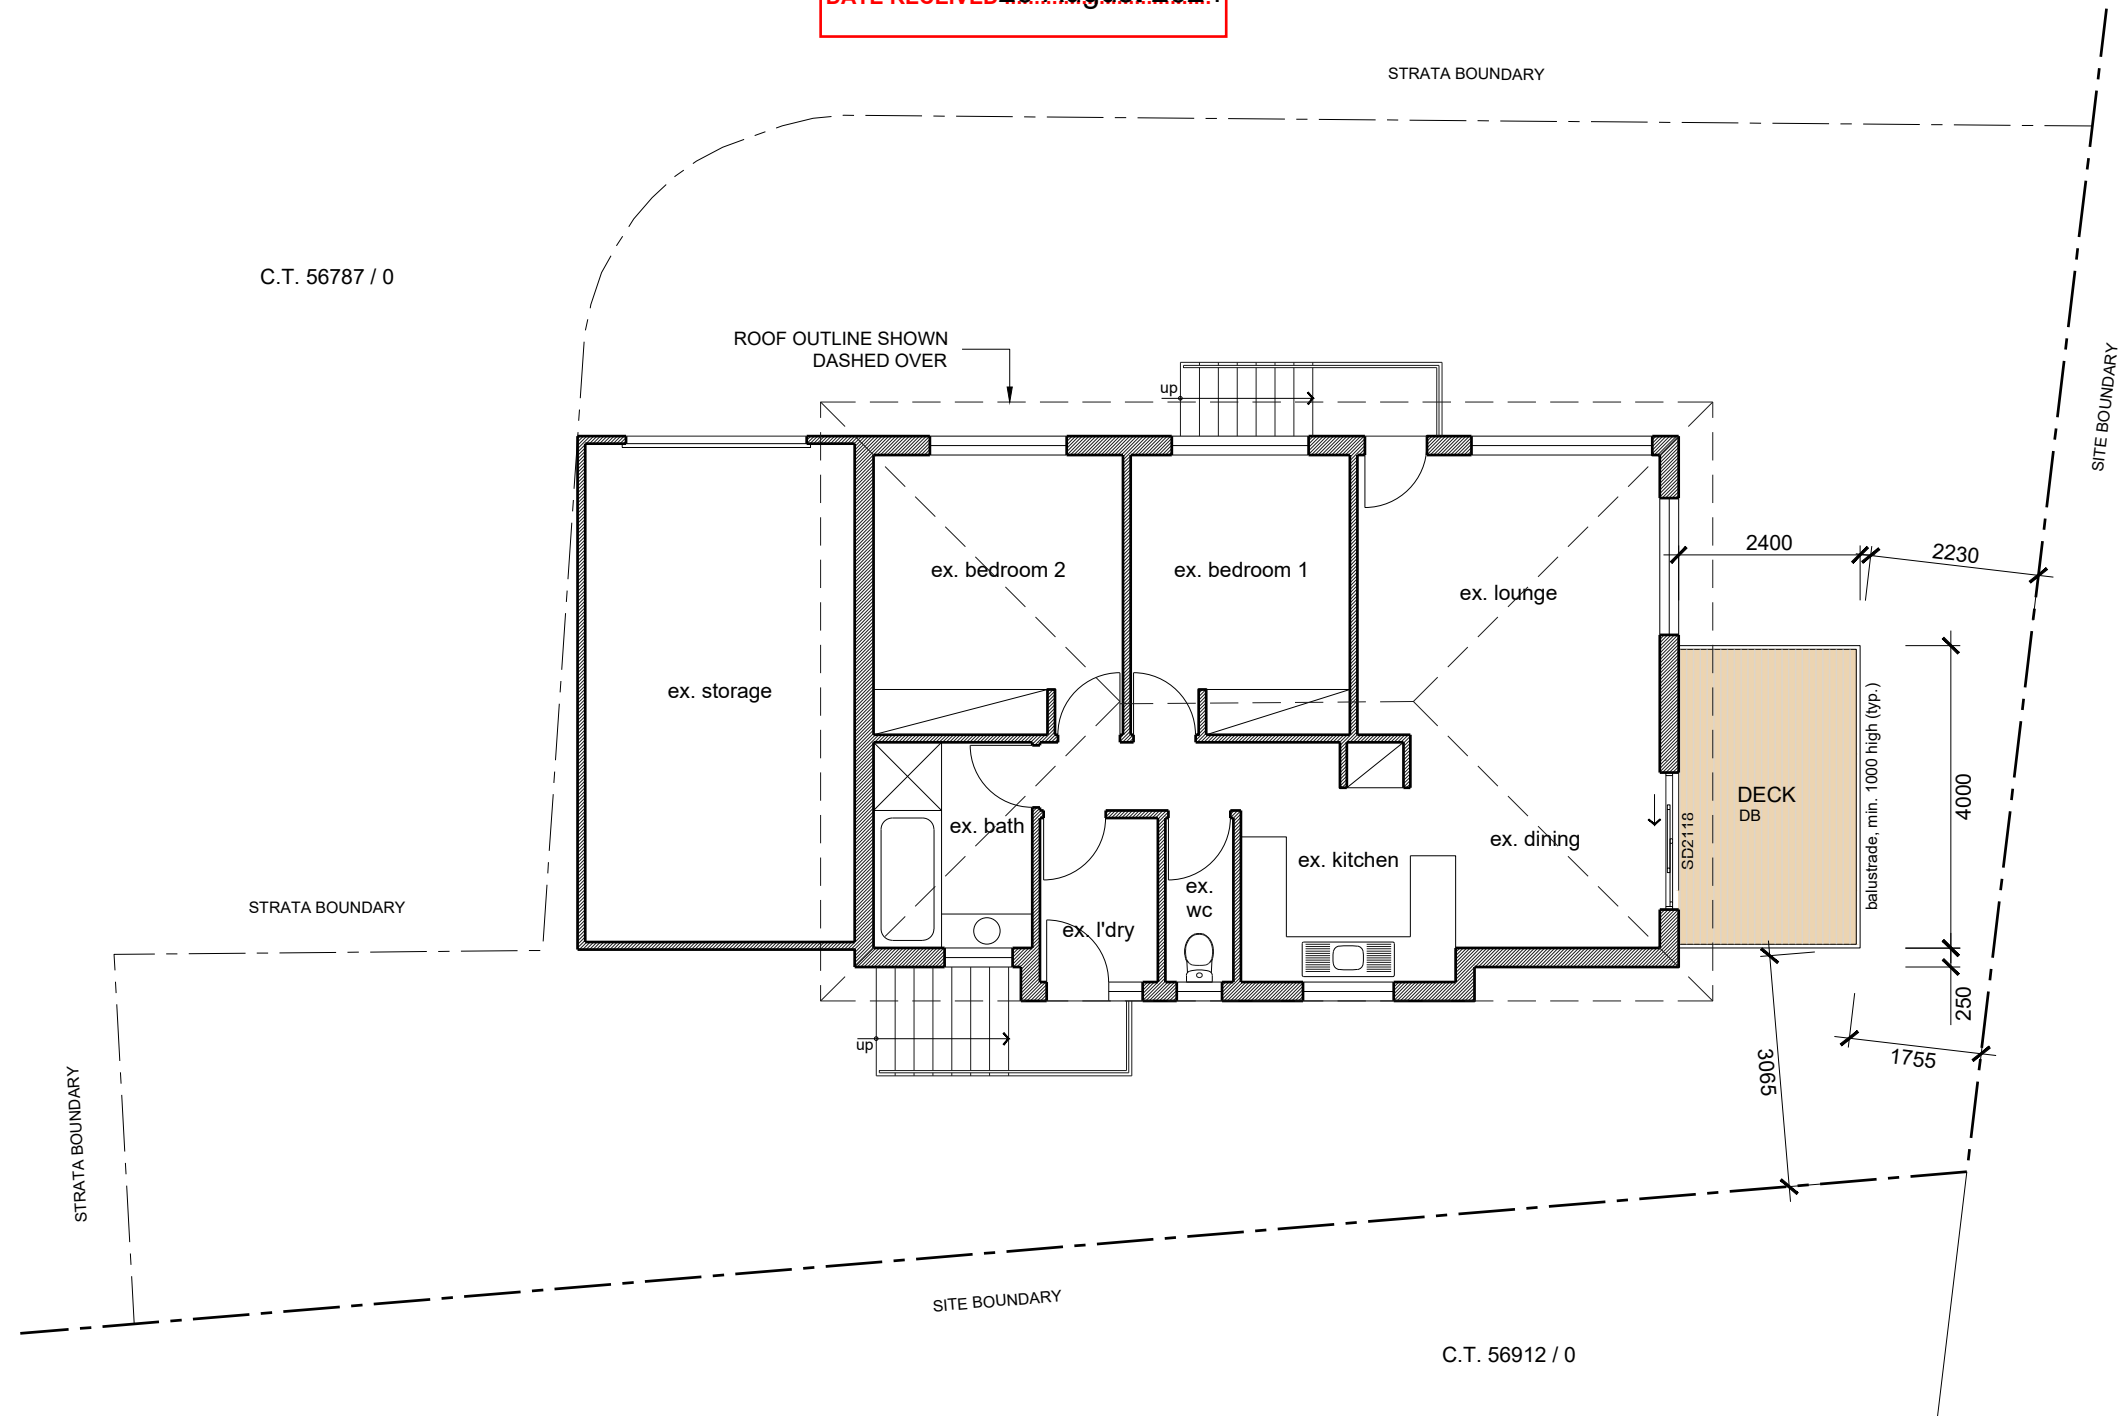 DATE RECEIVED
STRATA BOUNDARY
C.T. 56787 / 0
ROOF OUTLINE SHOWN
DASHED OVER
up
SITE BOUNDARY
2400
2230
ex. bedroom 2
ex. bedroom 1
ex. lounge
ex. storage
balustrade, min. 1000 high (typ.)
DECK
DB
4000
SD2118
ex. bath
ex. dining
ex. kitchen
ex.
wc
STRATA BOUNDARY
ex. l'dry
250
up
1755
3065
STRATA BOUNDARY
SITE BOUNDARY
C.T. 56912 / 0